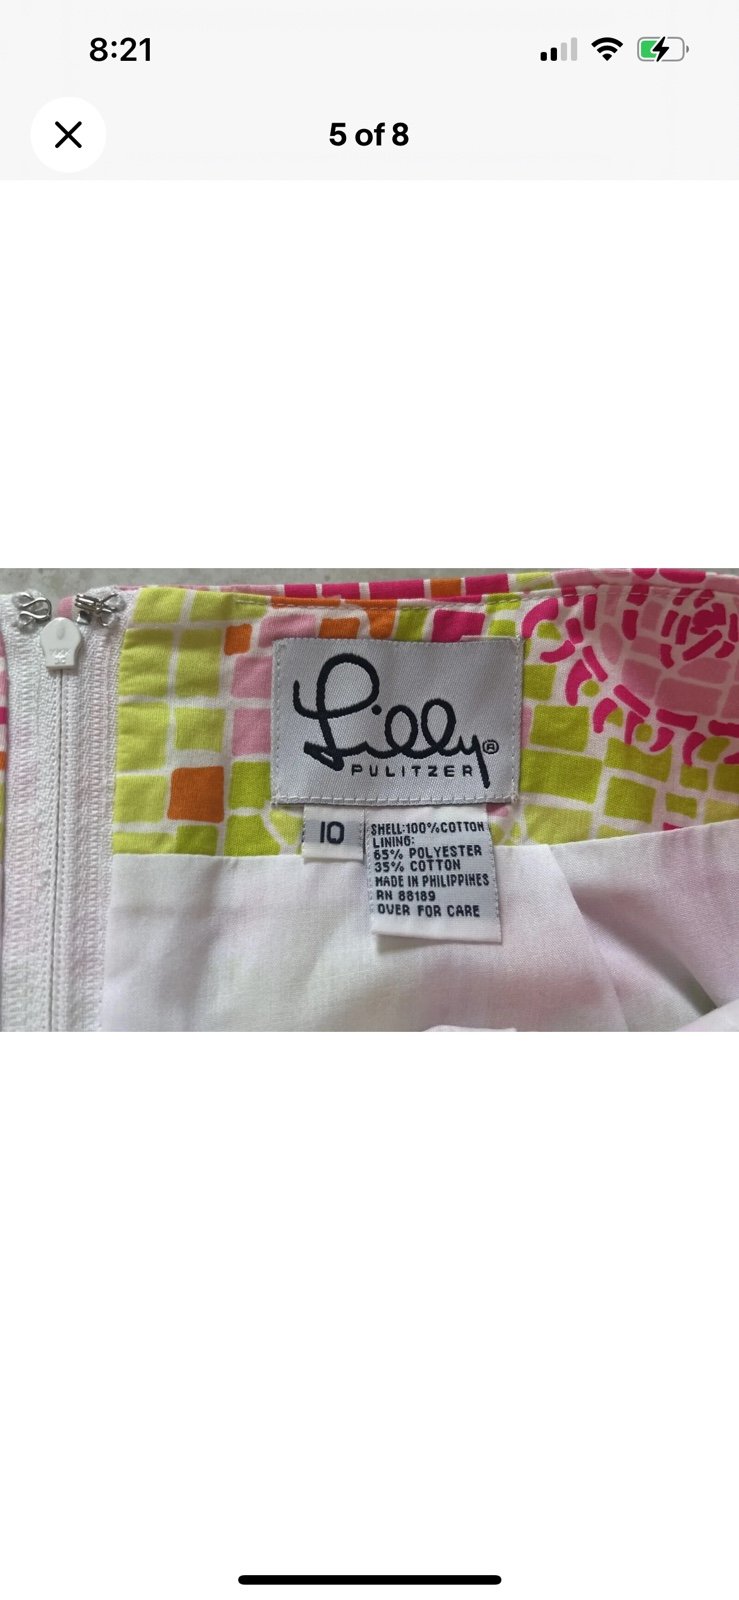 8:21
5 of 8
Lilly®
PULITZER
10
SHELL:100%COTTON
LINING:
65% POLYESTER
35% COTTON
MADE IN PHILIPPINES
RN 88189
OVER FOR CARE